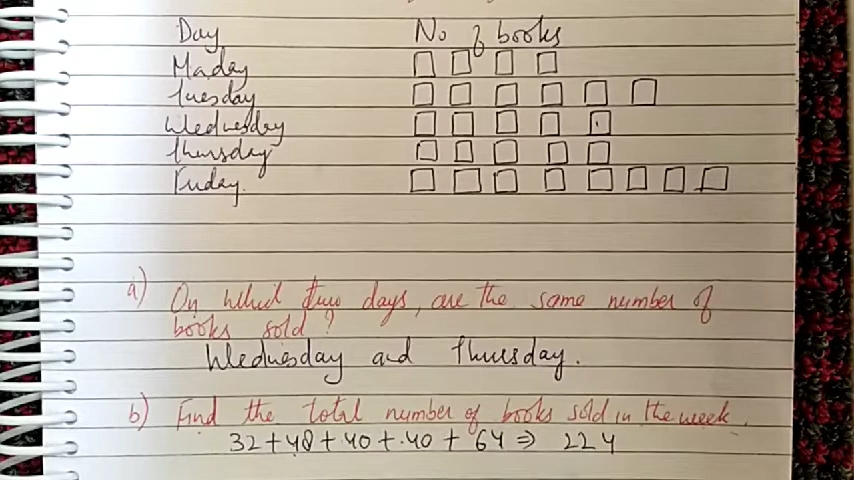 Day No of books
Maday
Tuesday
Wednesday
Thursday
Friday.
a) On which two days, are the same number of
books sold?
Wednesday and Thursday.
b) Find the total number of books sold in the week.
32 + 48 + 40 + 40 + 64 ⇒ 224